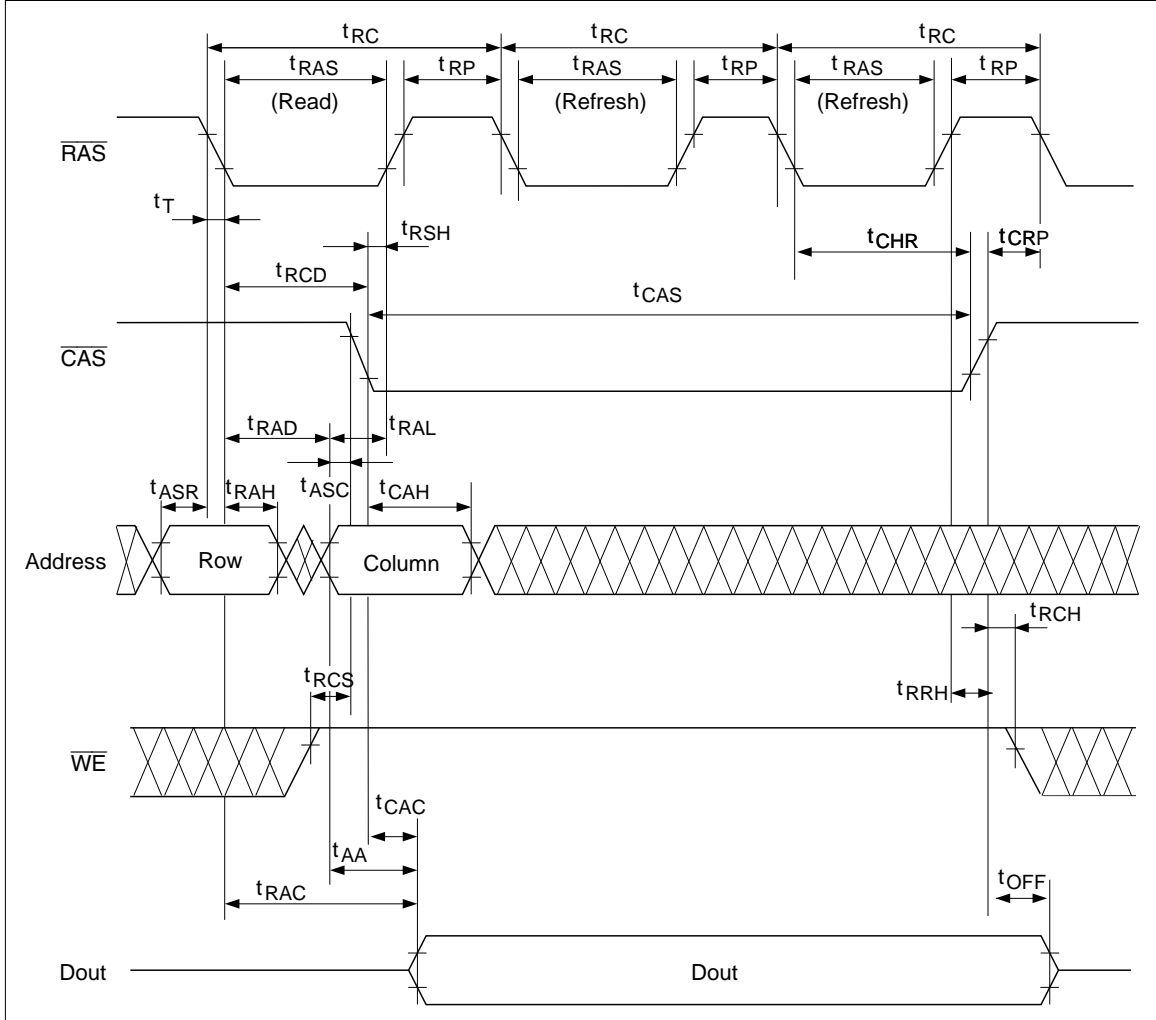 tRC tRC tRC
tRAS tRP tRAS tRP tRAS tRP
(Read) (Refresh) (Refresh)
RAS
tT
tRSH tCHR tCRP
tRCD
tCAS
CAS
tRAD tRAL
tASR tRAH tASC tCAH
Address Row Column
tRCH
tRCS
tRRH
WE
tCAC
tAA
tRAC tOFF
Dout Dout